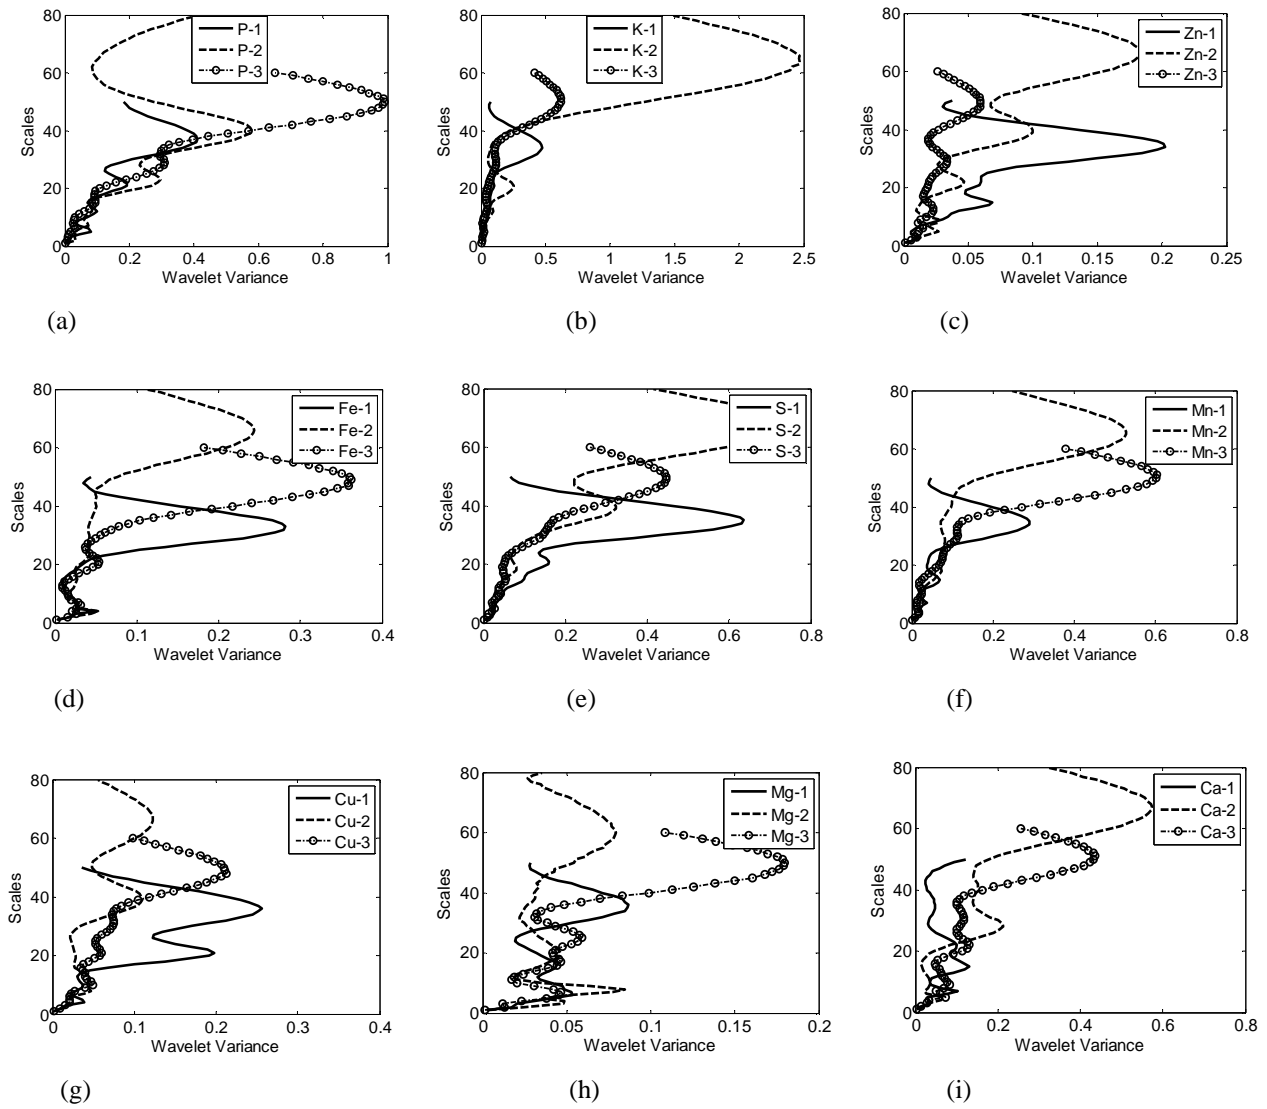 80
60
40
20
0
Scales
P-1
P-2
P-3
0 0.2 0.4 0.6 0.8 1
Wavelet Variance
(a)
80
60
40
20
0
Scales
K-1
K-2
K-3
0 0.5 1 1.5 2 2.5
Wavelet Variance
(b)
80
60
40
20
0
Scales
Zn-1
Zn-2
Zn-3
0 0.05 0.1 0.15 0.2 0.25
Wavelet Variance
(c)
80
60
40
20
0
Scales
Fe-1
Fe-2
Fe-3
0 0.1 0.2 0.3 0.4
Wavelet Variance
(d)
80
60
40
20
0
Scales
S-1
S-2
S-3
0 0.2 0.4 0.6 0.8
Wavelet Variance
(e)
80
60
40
20
0
Scales
Mn-1
Mn-2
Mn-3
0 0.2 0.4 0.6 0.8
Wavelet Variance
(f)
80
60
40
20
0
Scales
Cu-1
Cu-2
Cu-3
0 0.1 0.2 0.3 0.4
Wavelet Variance
(g)
80
60
40
20
0
Scales
Mg-1
Mg-2
Mg-3
0 0.05 0.1 0.15 0.2
Wavelet Variance
(h)
80
60
40
20
0
Scales
Ca-1
Ca-2
Ca-3
0 0.2 0.4 0.6 0.8
Wavelet Variance
(i)